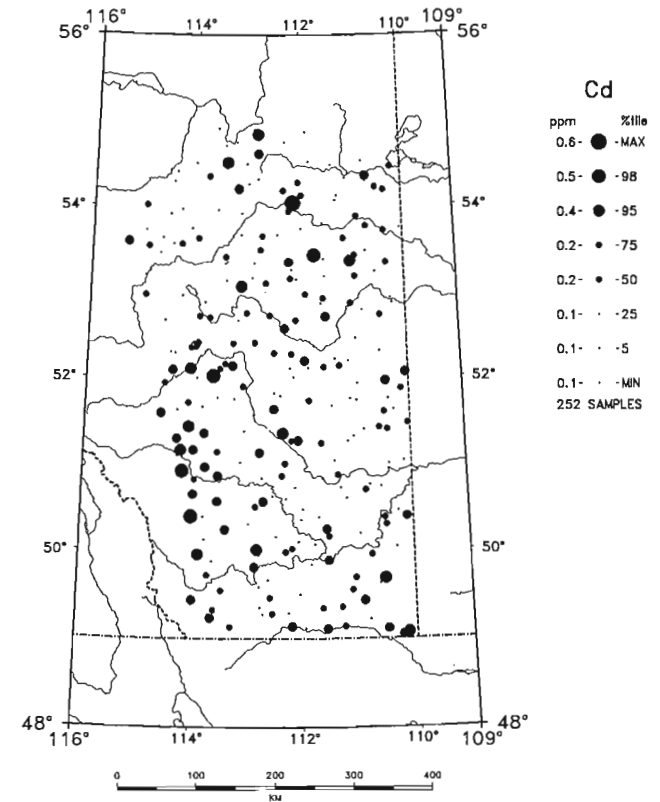 116° 114° 112° 110° 109°
56° 56°
Cd
ppm %tile
0.6- -MAX
0.5- -98
0.4- -95
54° 54°
0.2- -75
0.2- -50
0.1- -25
0.1- -5
52° 52°
0.1- -MIN
252 SAMPLES
50° 50°
48° 48°
116° 114° 112° 110° 109°
0 100 200 300 400
KM